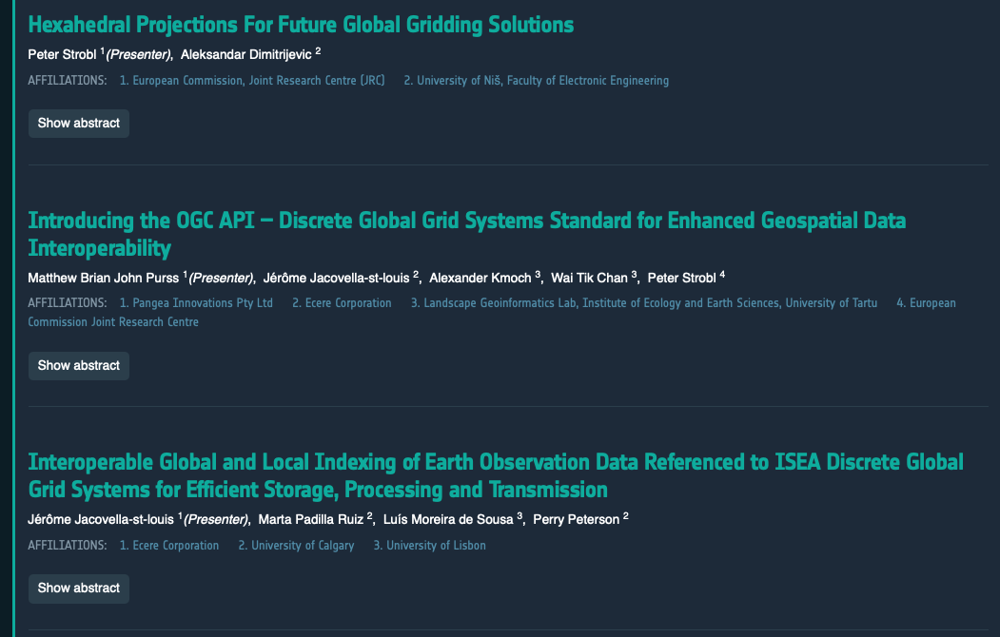 Hexahedral Projections For Future Global Gridding Solutions
Peter Strobl 1(Presenter), Aleksandar Dimitrijevic 2
AFFILIATIONS: 1. European Commission, Joint Research Centre (JRC) 2. University of Niš, Faculty of Electronic Engineering
Show abstract
Introducing the OGC API – Discrete Global Grid Systems Standard for Enhanced Geospatial Data
Interoperability
Matthew Brian John Purss 1(Presenter), Jérôme Jacovella-st-louis 2, Alexander Kmoch 3, Wai Tik Chan 3, Peter Strobl 4
AFFILIATIONS: 1. Pangea Innovations Pty Ltd 2. Ecere Corporation 3. Landscape Geoinformatics Lab, Institute of Ecology and Earth Sciences, University of Tartu 4. European
Commission Joint Research Centre
Show abstract
Interoperable Global and Local Indexing of Earth Observation Data Referenced to ISEA Discrete Global
Grid Systems for Efficient Storage, Processing and Transmission
Jérôme Jacovella-st-louis 1(Presenter), Marta Padilla Ruiz 2, Luís Moreira de Sousa 3, Perry Peterson 2
AFFILIATIONS: 1. Ecere Corporation 2. University of Calgary 3. University of Lisbon
Show abstract